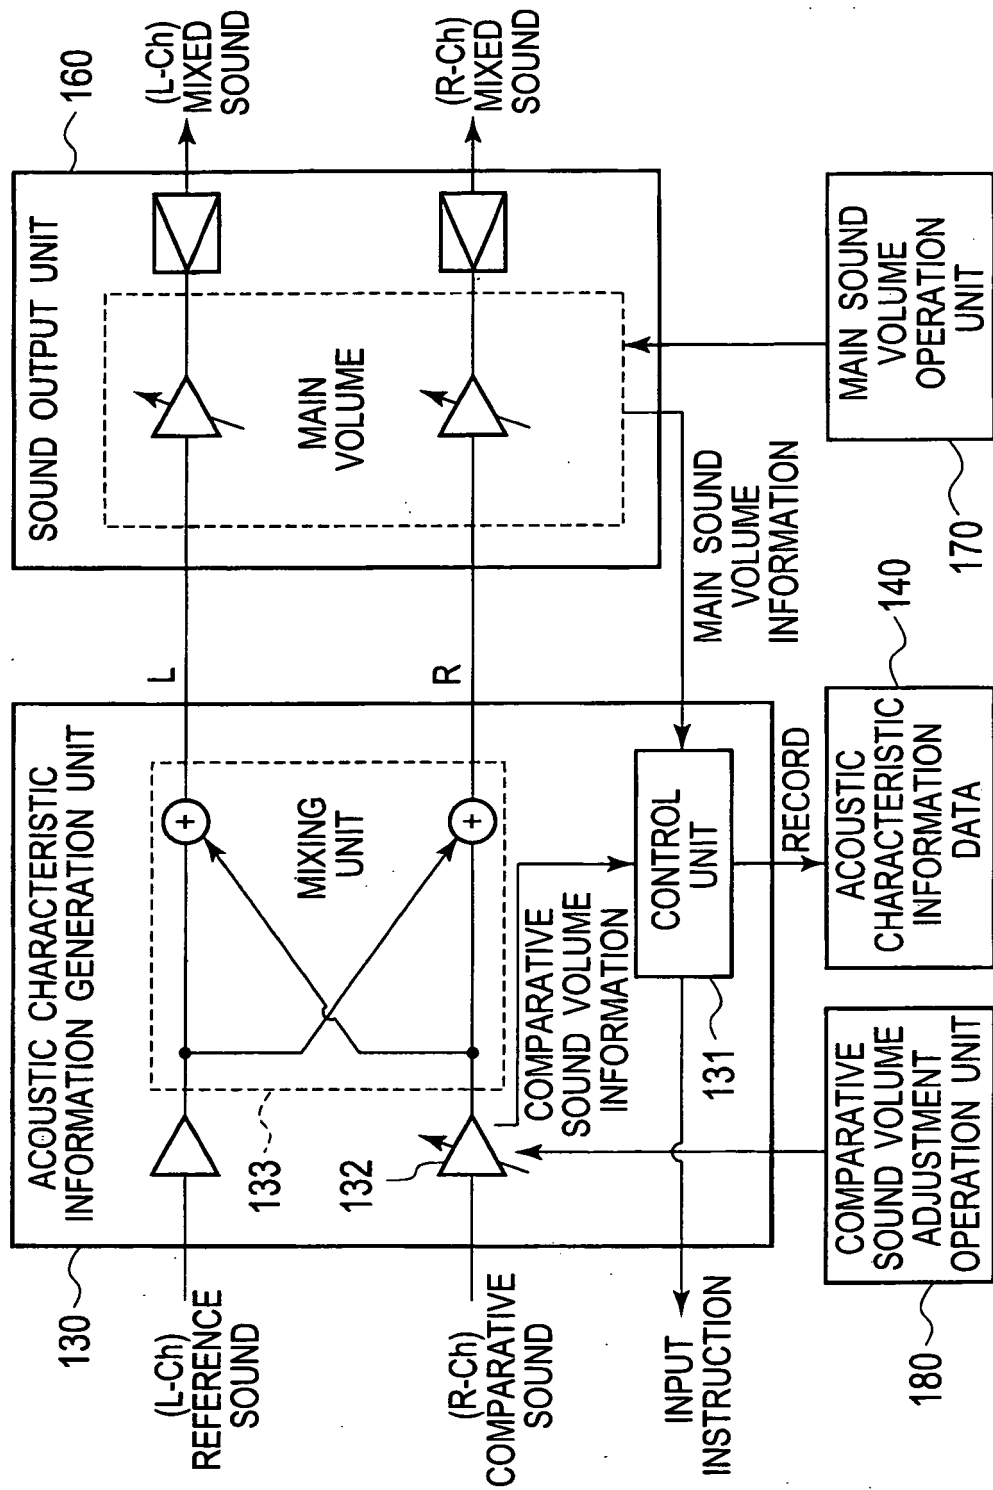 ACOUSTIC CHARACTERISTIC
INFORMATION GENERATION UNIT
SOUND OUTPUT UNIT
130
160
(L-Ch)
REFERENCE
SOUND
(R-Ch)
COMPARATIVE
SOUND
133
132
+
+
MIXING
UNIT
L
R
MAIN
VOLUME
(L-Ch)
MIXED
SOUND
(R-Ch)
MIXED
SOUND
COMPARATIVE
SOUND VOLUME
INFORMATION
CONTROL
UNIT
131
MAIN SOUND
VOLUME
INFORMATION
INPUT
INSTRUCTION
RECORD
COMPARATIVE
SOUND VOLUME
ADJUSTMENT
OPERATION UNIT
180
ACOUSTIC
CHARACTERISTIC
INFORMATION
DATA
140
MAIN SOUND
VOLUME
OPERATION
UNIT
170